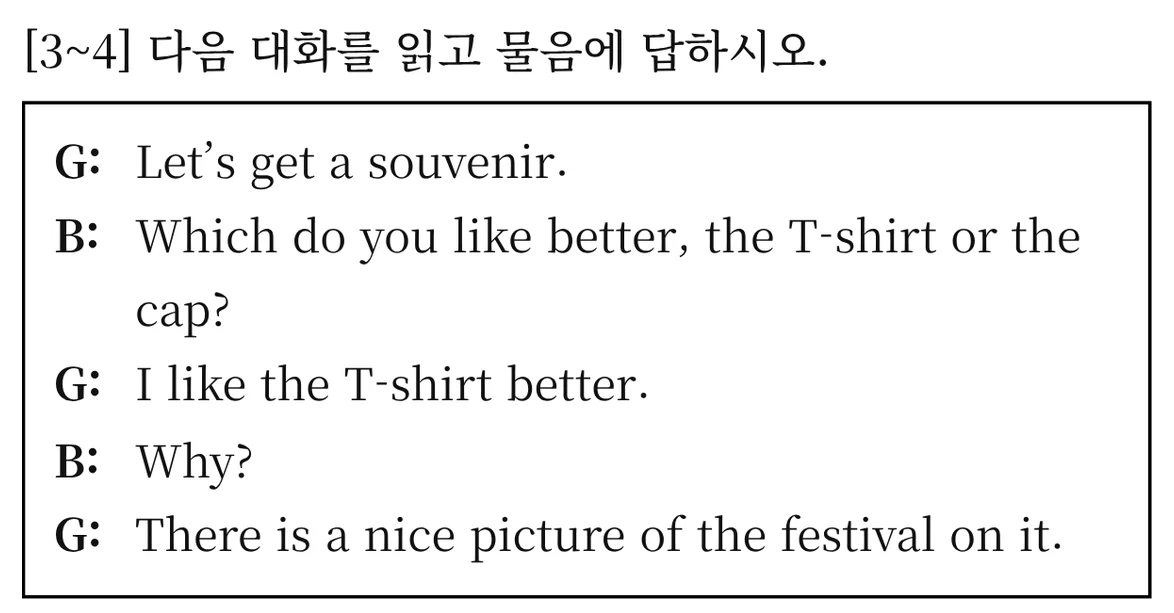 [3~4] 다음 대화를 읽고 물음에 답하시오.
G: Let’s get a souvenir.
B: Which do you like better, the T-shirt or the
cap?
G: I like the T-shirt better.
B: Why?
G: There is a nice picture of the festival on it.